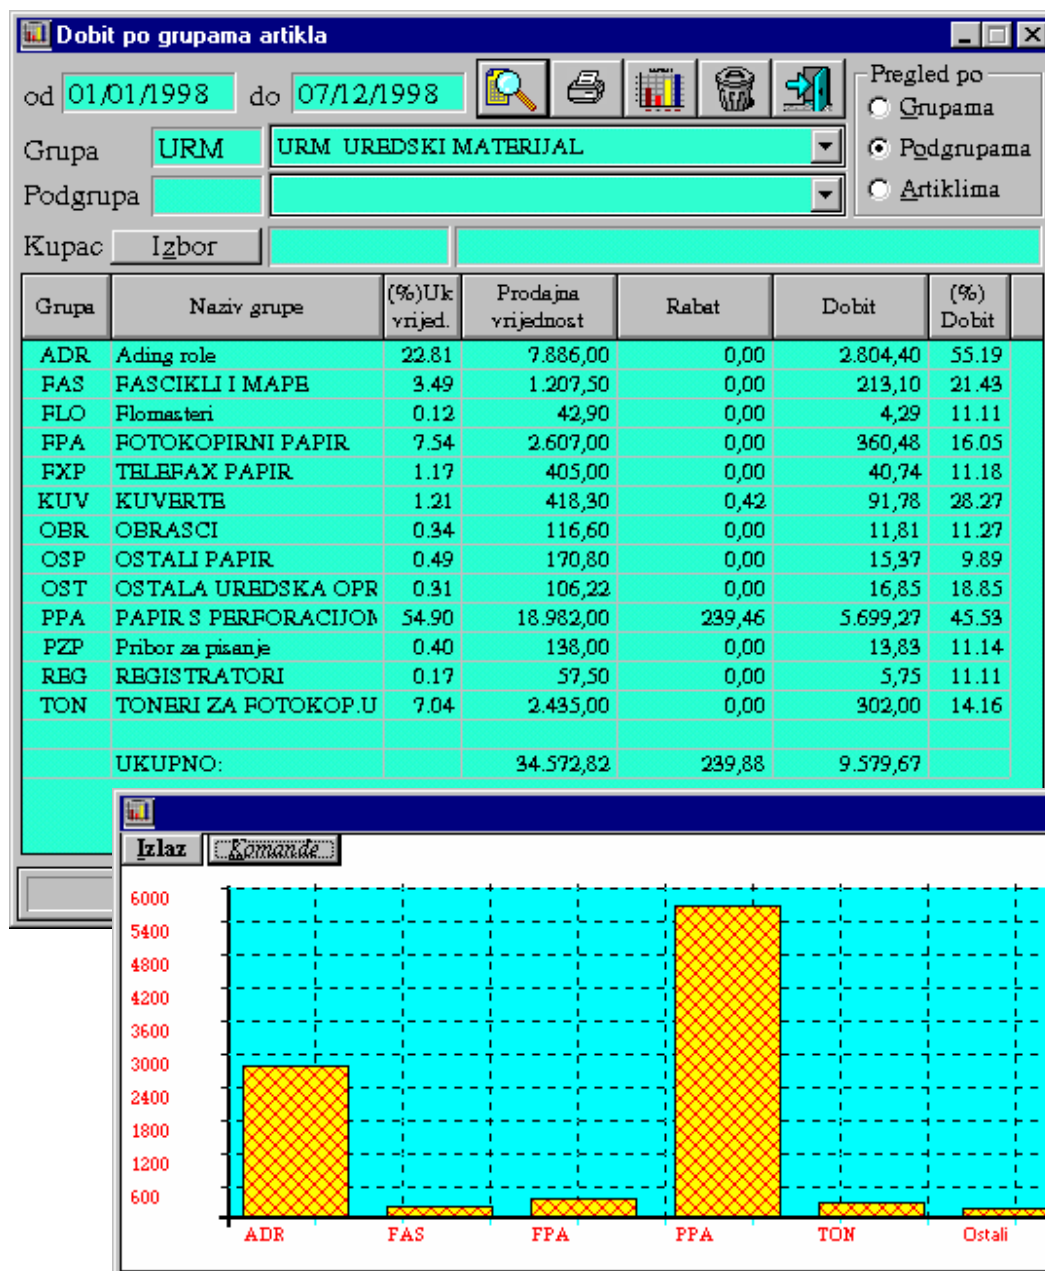 Dobit po grupama artikla
od 01/01/1998 do 07/12/1998
Pregled po
Grupama
Grupa URM URM UREDSKI MATERIJAL
Podgrupama
Podgrupa
Artiklima
Kupac Izbor
Grupa Naziv grupe (%)Uk vrijed. Prodajna vrijednost Rabat Dobit (%) Dobit
ADR Ading role 22.81 7.886,00 0,00 2.804,40 55.19
FAS FASCIKLI I MAPE 3.49 1.207,50 0,00 213,10 21.43
FLO Flomasteri 0.12 42,90 0,00 4,29 11.11
FPA FOTOKOPIRNI PAPIR 7.54 2.607,00 0,00 360,48 16.05
FXP TELEFAX PAPIR 1.17 405,00 0,00 40,74 11.18
KUV KUVERTE 1.21 418,30 0,42 91,78 28.27
OBR OBRASCI 0.34 116,60 0,00 11,81 11.27
OSP OSTALI PAPIR 0.49 170,80 0,00 15,37 9.89
OST OSTALA UREDSKA OPR 0.31 106,22 0,00 16,85 18.85
PPA PAPIR S PERFORACIJOM 54.90 18.982,00 239,46 5.699,27 45.53
PZP Pribor za pisanje 0.40 138,00 0,00 13,83 11.14
REG REGISTRATORI 0.17 57,50 0,00 5,75 11.11
TON TONERI ZA FOTOKOP.U 7.04 2.435,00 0,00 302,00 14.16
UKUPNO: 34.572,82 239,88 9.579,67
Izlaz Komande
6000
5400
4800
4200
3600
3000
2400
1800
1200
600
ADR FAS FPA PPA TON Ostali